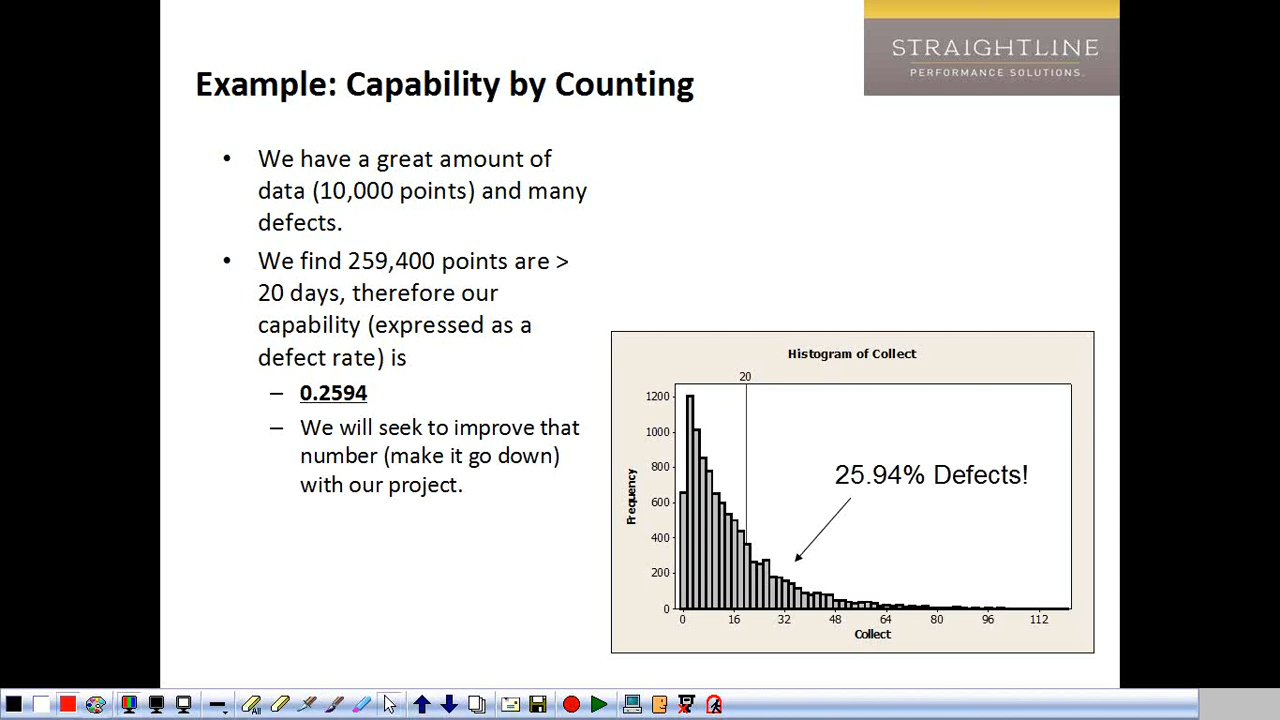 STRAIGHTLINE
PERFORMANCE SOLUTIONS.
Example: Capability by Counting
• We have a great amount of
data (10,000 points) and many
defects.
• We find 259,400 points are >
20 days, therefore our
capability (expressed as a
defect rate) is
– 0.2594
– We will seek to improve that
number (make it go down)
with our project.
Histogram of Collect
20
1200
1000
800
600
400
200
0
Frequency
25.94% Defects!
0 16 32 48 64 80 96 112
Collect
All